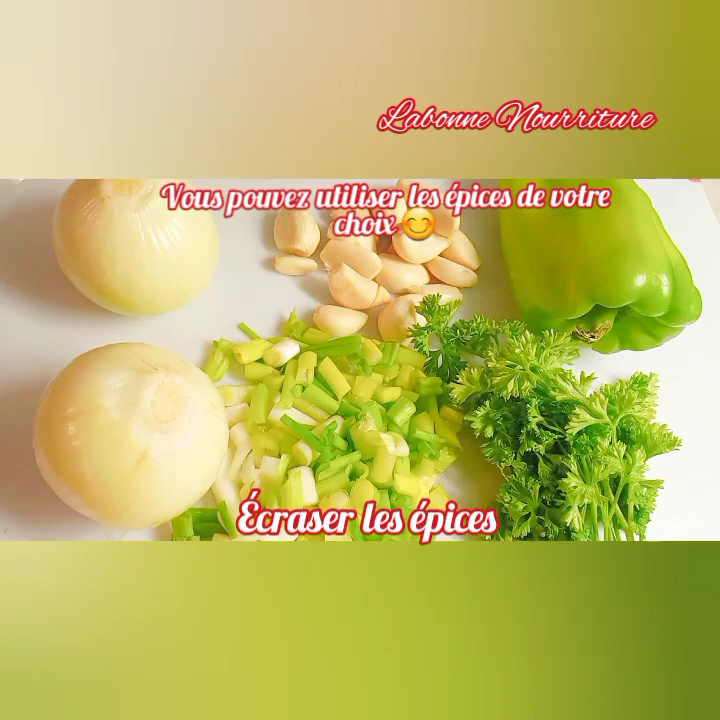 Labonne Nourriture
Vous pouvez utiliser les épices de votre
choix 😊
Écraser les épices